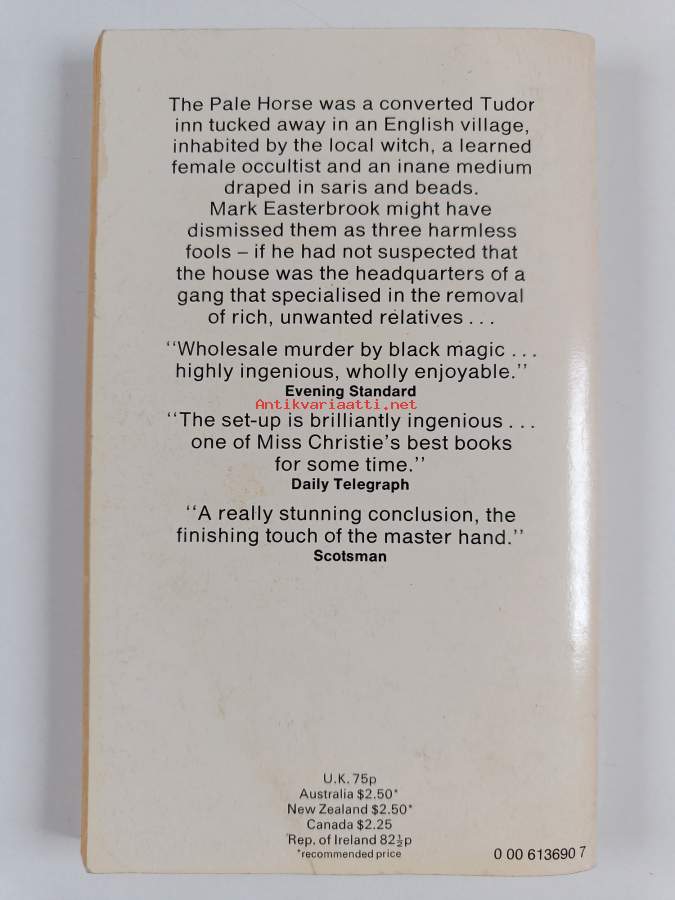 The Pale Horse was a converted Tudor
inn tucked away in an English village,
inhabited by the local witch, a learned
female occultist and an inane medium
draped in saris and beads.
Mark Easterbrook might have
dismissed them as three harmless
fools – if he had not suspected that
the house was the headquarters of a
gang that specialised in the removal
of rich, unwanted relatives . . .
"Wholesale murder by black magic . . .
highly ingenious, wholly enjoyable."
Evening Standard
Antikvariaatti.net
"The set-up is brilliantly ingenious . . .
one of Miss Christie's best books
for some time."
Daily Telegraph
"A really stunning conclusion, the
finishing touch of the master hand."
Scotsman
U.K. 75p
Australia $2.50*
New Zealand $2.50*
Canada $2.25
Rep. of Ireland 82½p
*recommended price
0 00 613690 7